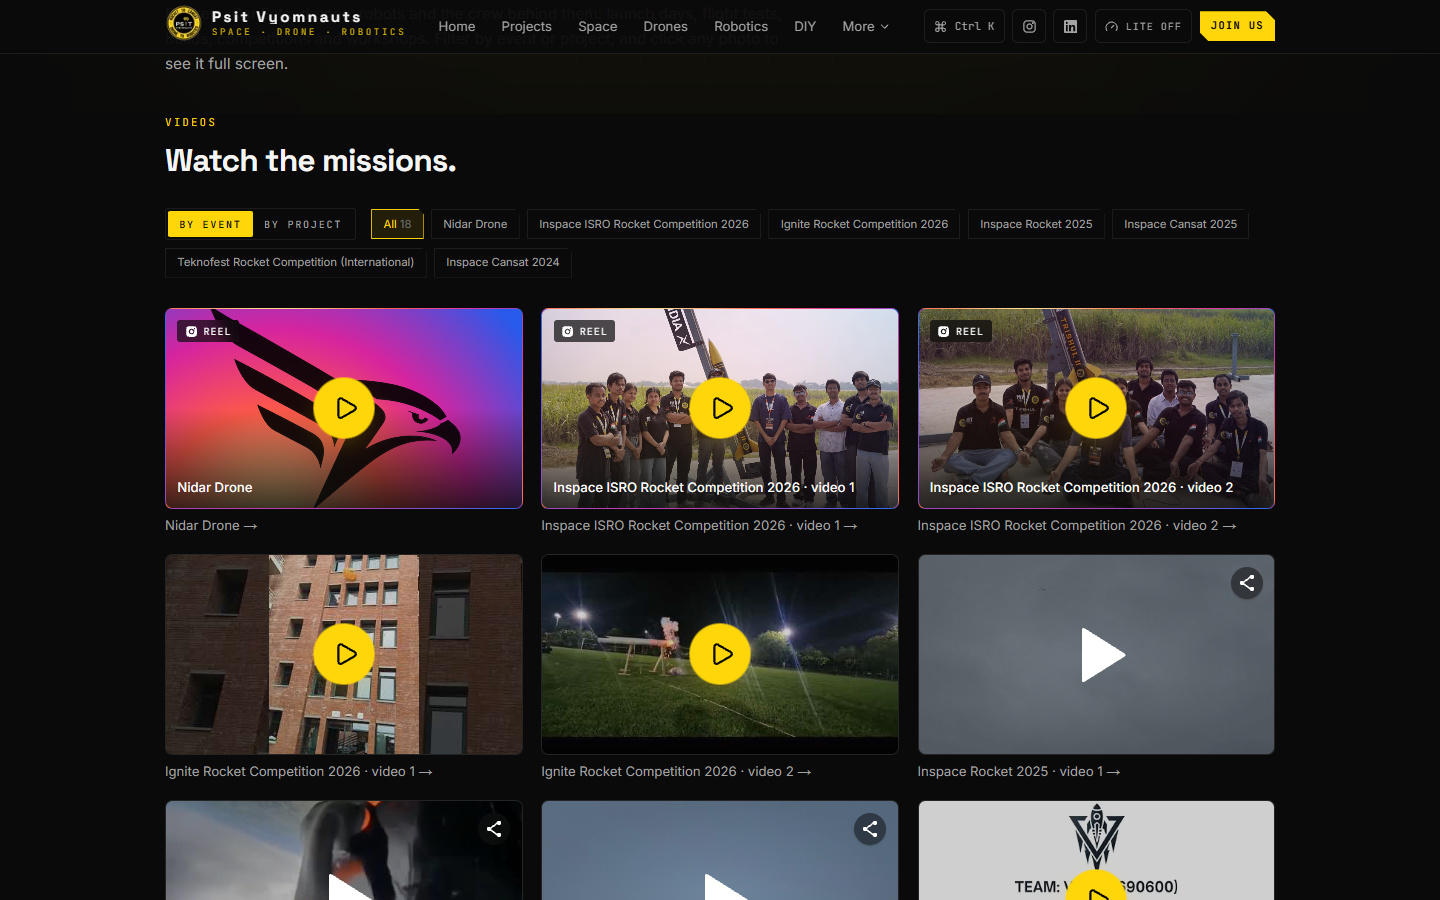 Psit Vyomnauts
SPACE · DRONE · ROBOTICS
Home
Projects
Space
Drones
Robotics
DIY
More
⌘ Ctrl K
LITE OFF
JOIN US
see it full screen.
VIDEOS
Watch the missions.
BY EVENT
BY PROJECT
All 18
Nidar Drone
Inspace ISRO Rocket Competition 2026
Ignite Rocket Competition 2026
Inspace Rocket 2025
Inspace Cansat 2025
Teknofest Rocket Competition (International)
Inspace Cansat 2024
REEL
Nidar Drone
Nidar Drone →
REEL
Inspace ISRO Rocket Competition 2026 · video 1
Inspace ISRO Rocket Competition 2026 · video 1 →
REEL
TRISHUL
Inspace ISRO Rocket Competition 2026 · video 2
Inspace ISRO Rocket Competition 2026 · video 2 →
Ignite Rocket Competition 2026 · video 1 →
Ignite Rocket Competition 2026 · video 2 →
Inspace Rocket 2025 · video 1 →
TEAM: